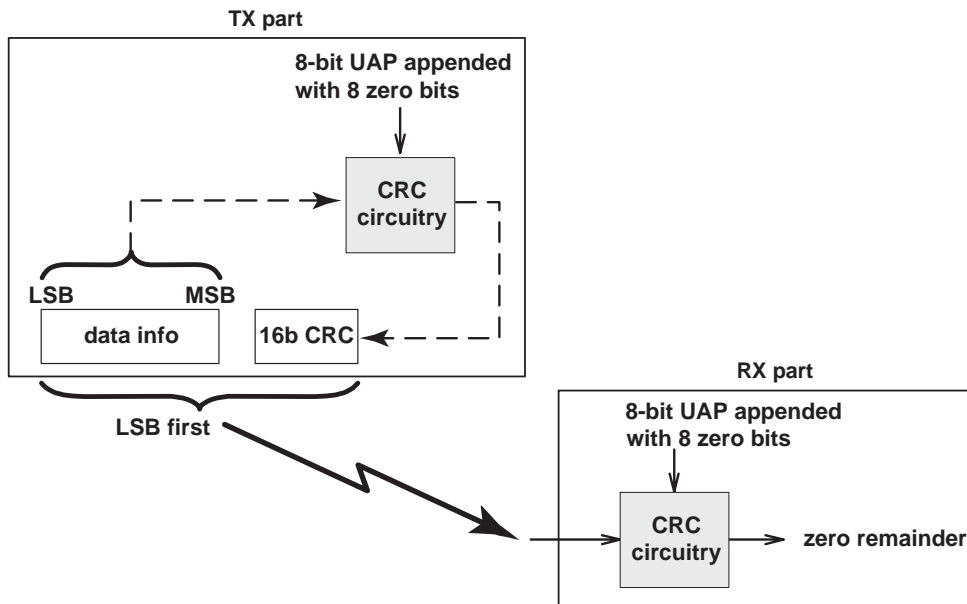 TX part
8-bit UAP appended
with 8 zero bits
CRC
circuitry
LSB MSB
data info 16b CRC
LSB first
RX part
8-bit UAP appended
with 8 zero bits
CRC
circuitry
zero remainder